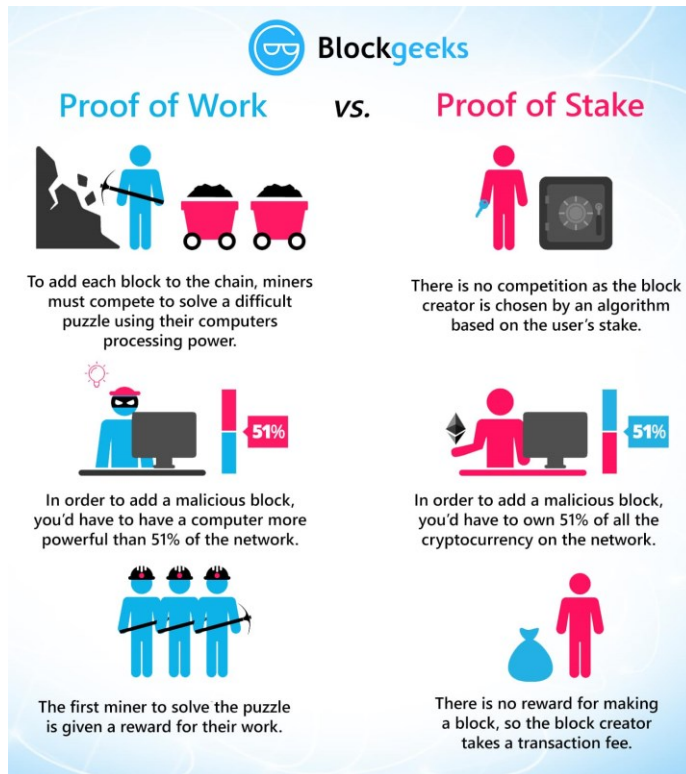 Blockgeeks
Proof of Work
vs.
Proof of Stake
To add each block to the chain, miners
must compete to solve a difficult
puzzle using their computers
processing power.
There is no competition as the block
creator is chosen by an algorithm
based on the user's stake.
51%
51%
In order to add a malicious block,
you'd have to have a computer more
powerful than 51% of the network.
In order to add a malicious block,
you'd have to own 51% of all the
cryptocurrency on the network.
The first miner to solve the puzzle
is given a reward for their work.
There is no reward for making
a block, so the block creator
takes a transaction fee.